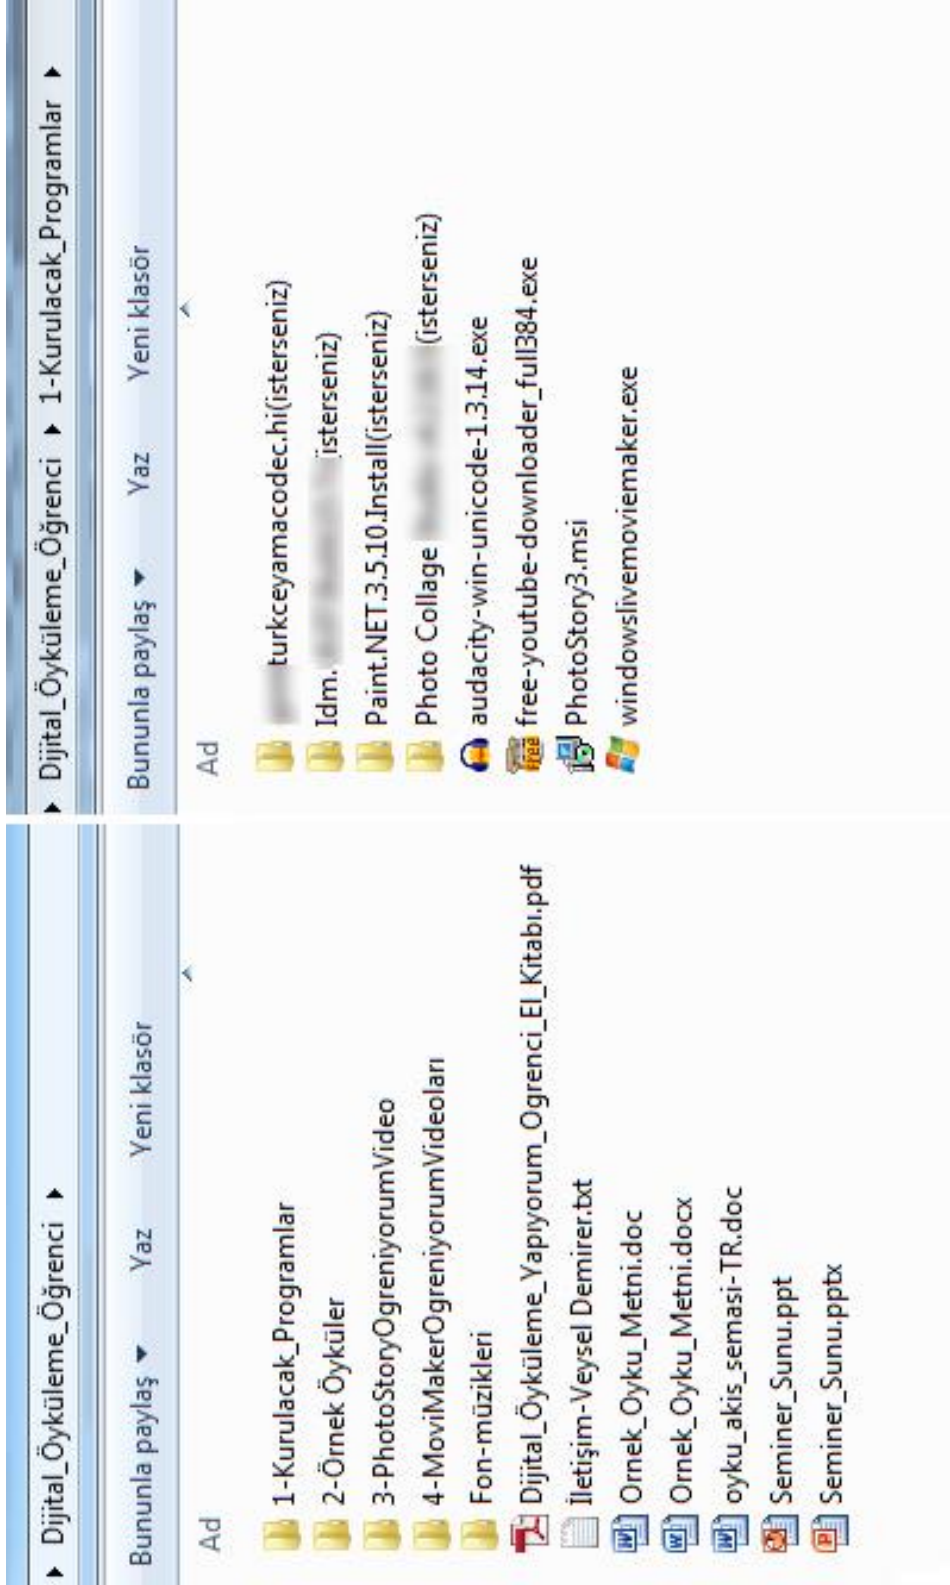 Dijital_Öyküleme_Öğrenci
Bununla paylaş Yaz Yeni klasör
Ad
1-Kurulacak_Programlar
2-Örnek Öyküler
3-PhotoStoryOgreniyorumVideo
4-MoviMakerOgreniyorumVideoları
Fon-müzikleri
Dijital_Öyküleme_Yapıyorum_Ogrenci_El_Kitabı.pdf
İletişim-Veysel Demirer.txt
Ornek_Oyku_Metni.doc
Ornek_Oyku_Metni.docx
oyku_akis_semasi-TR.doc
Seminer_Sunu.ppt
Seminer_Sunu.pptx
Dijital_Öyküleme_Öğrenci 1-Kurulacak_Programlar
Bununla paylaş Yaz Yeni klasör
Ad
turkceyamacodec.hi(isterseniz)
Idm. isterseniz)
Paint.NET.3.5.10.Install(isterseniz)
Photo Collage (isterseniz)
audacity-win-unicode-1.3.14.exe
Free free-youtube-downloader_full384.exe
PhotoStory3.msi
windowslivemoviemaker.exe